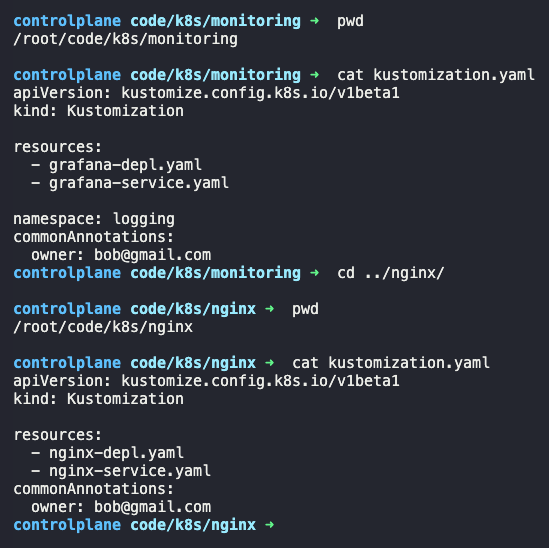 controlplane code/k8s/monitoring ➜  pwd
/root/code/k8s/monitoring
controlplane code/k8s/monitoring ➜  cat kustomization.yaml
apiVersion: kustomize.config.k8s.io/v1beta1
kind: Kustomization
resources:
  - grafana-depl.yaml
  - grafana-service.yaml
namespace: logging
commonAnnotations:
  owner: bob@gmail.com
controlplane code/k8s/monitoring ➜  cd ../nginx/
controlplane code/k8s/nginx ➜  pwd
/root/code/k8s/nginx
controlplane code/k8s/nginx ➜  cat kustomization.yaml
apiVersion: kustomize.config.k8s.io/v1beta1
kind: Kustomization
resources:
  - nginx-depl.yaml
  - nginx-service.yaml
commonAnnotations:
  owner: bob@gmail.com
controlplane code/k8s/nginx ➜